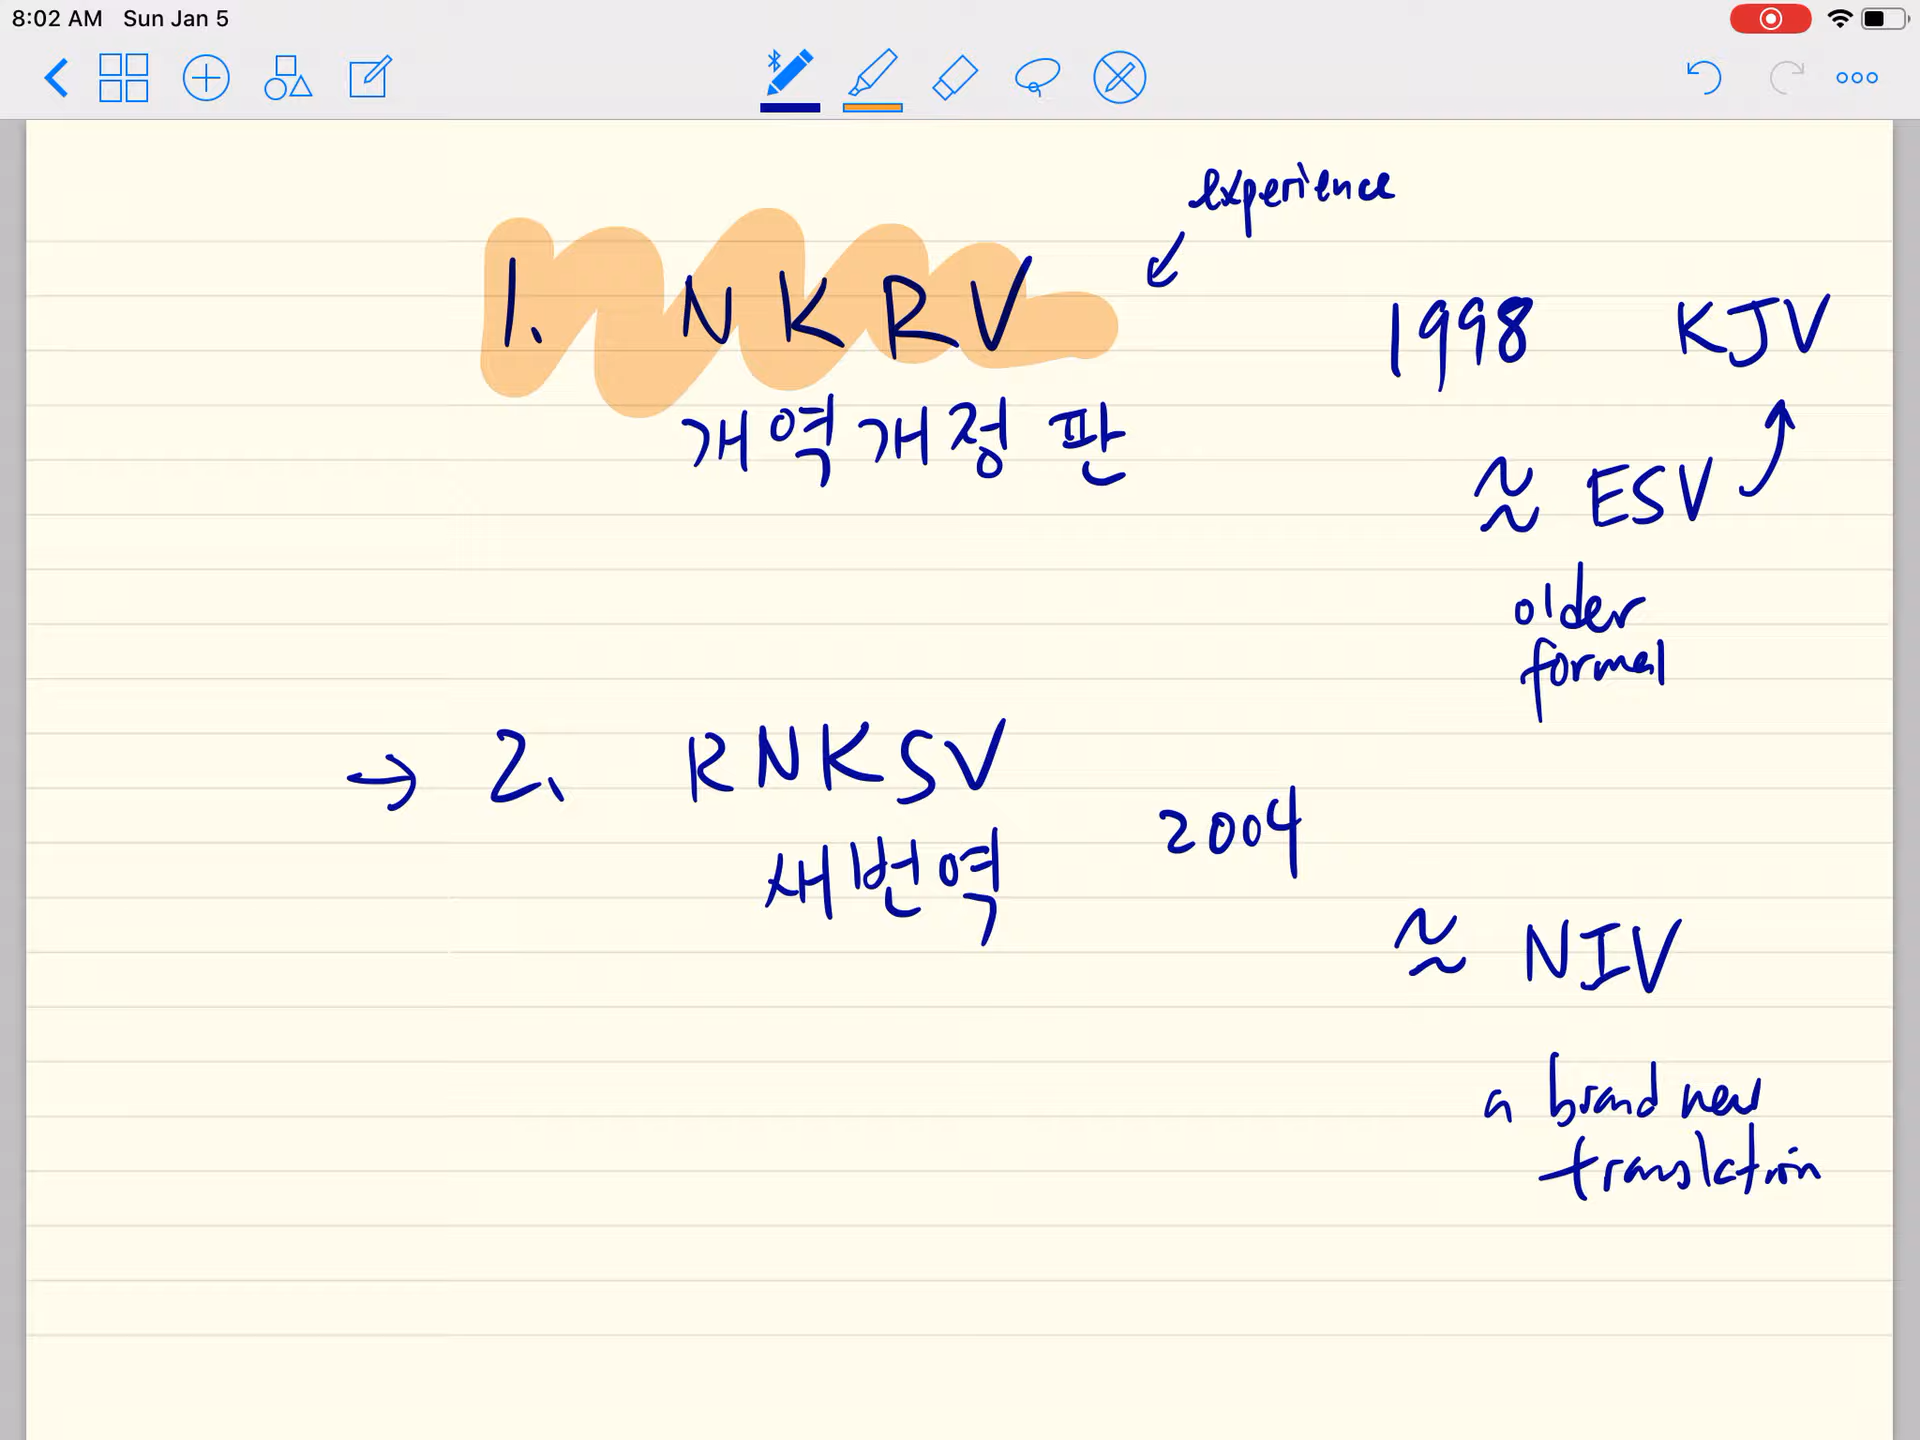 8:02 AM Sun Jan 5
experience
1. NKRV
1998 KJV
개역개정판
≈ ESV
older
formal
→ 2. RNKSV
2004
새번역
≈ NIV
a brand new
translation